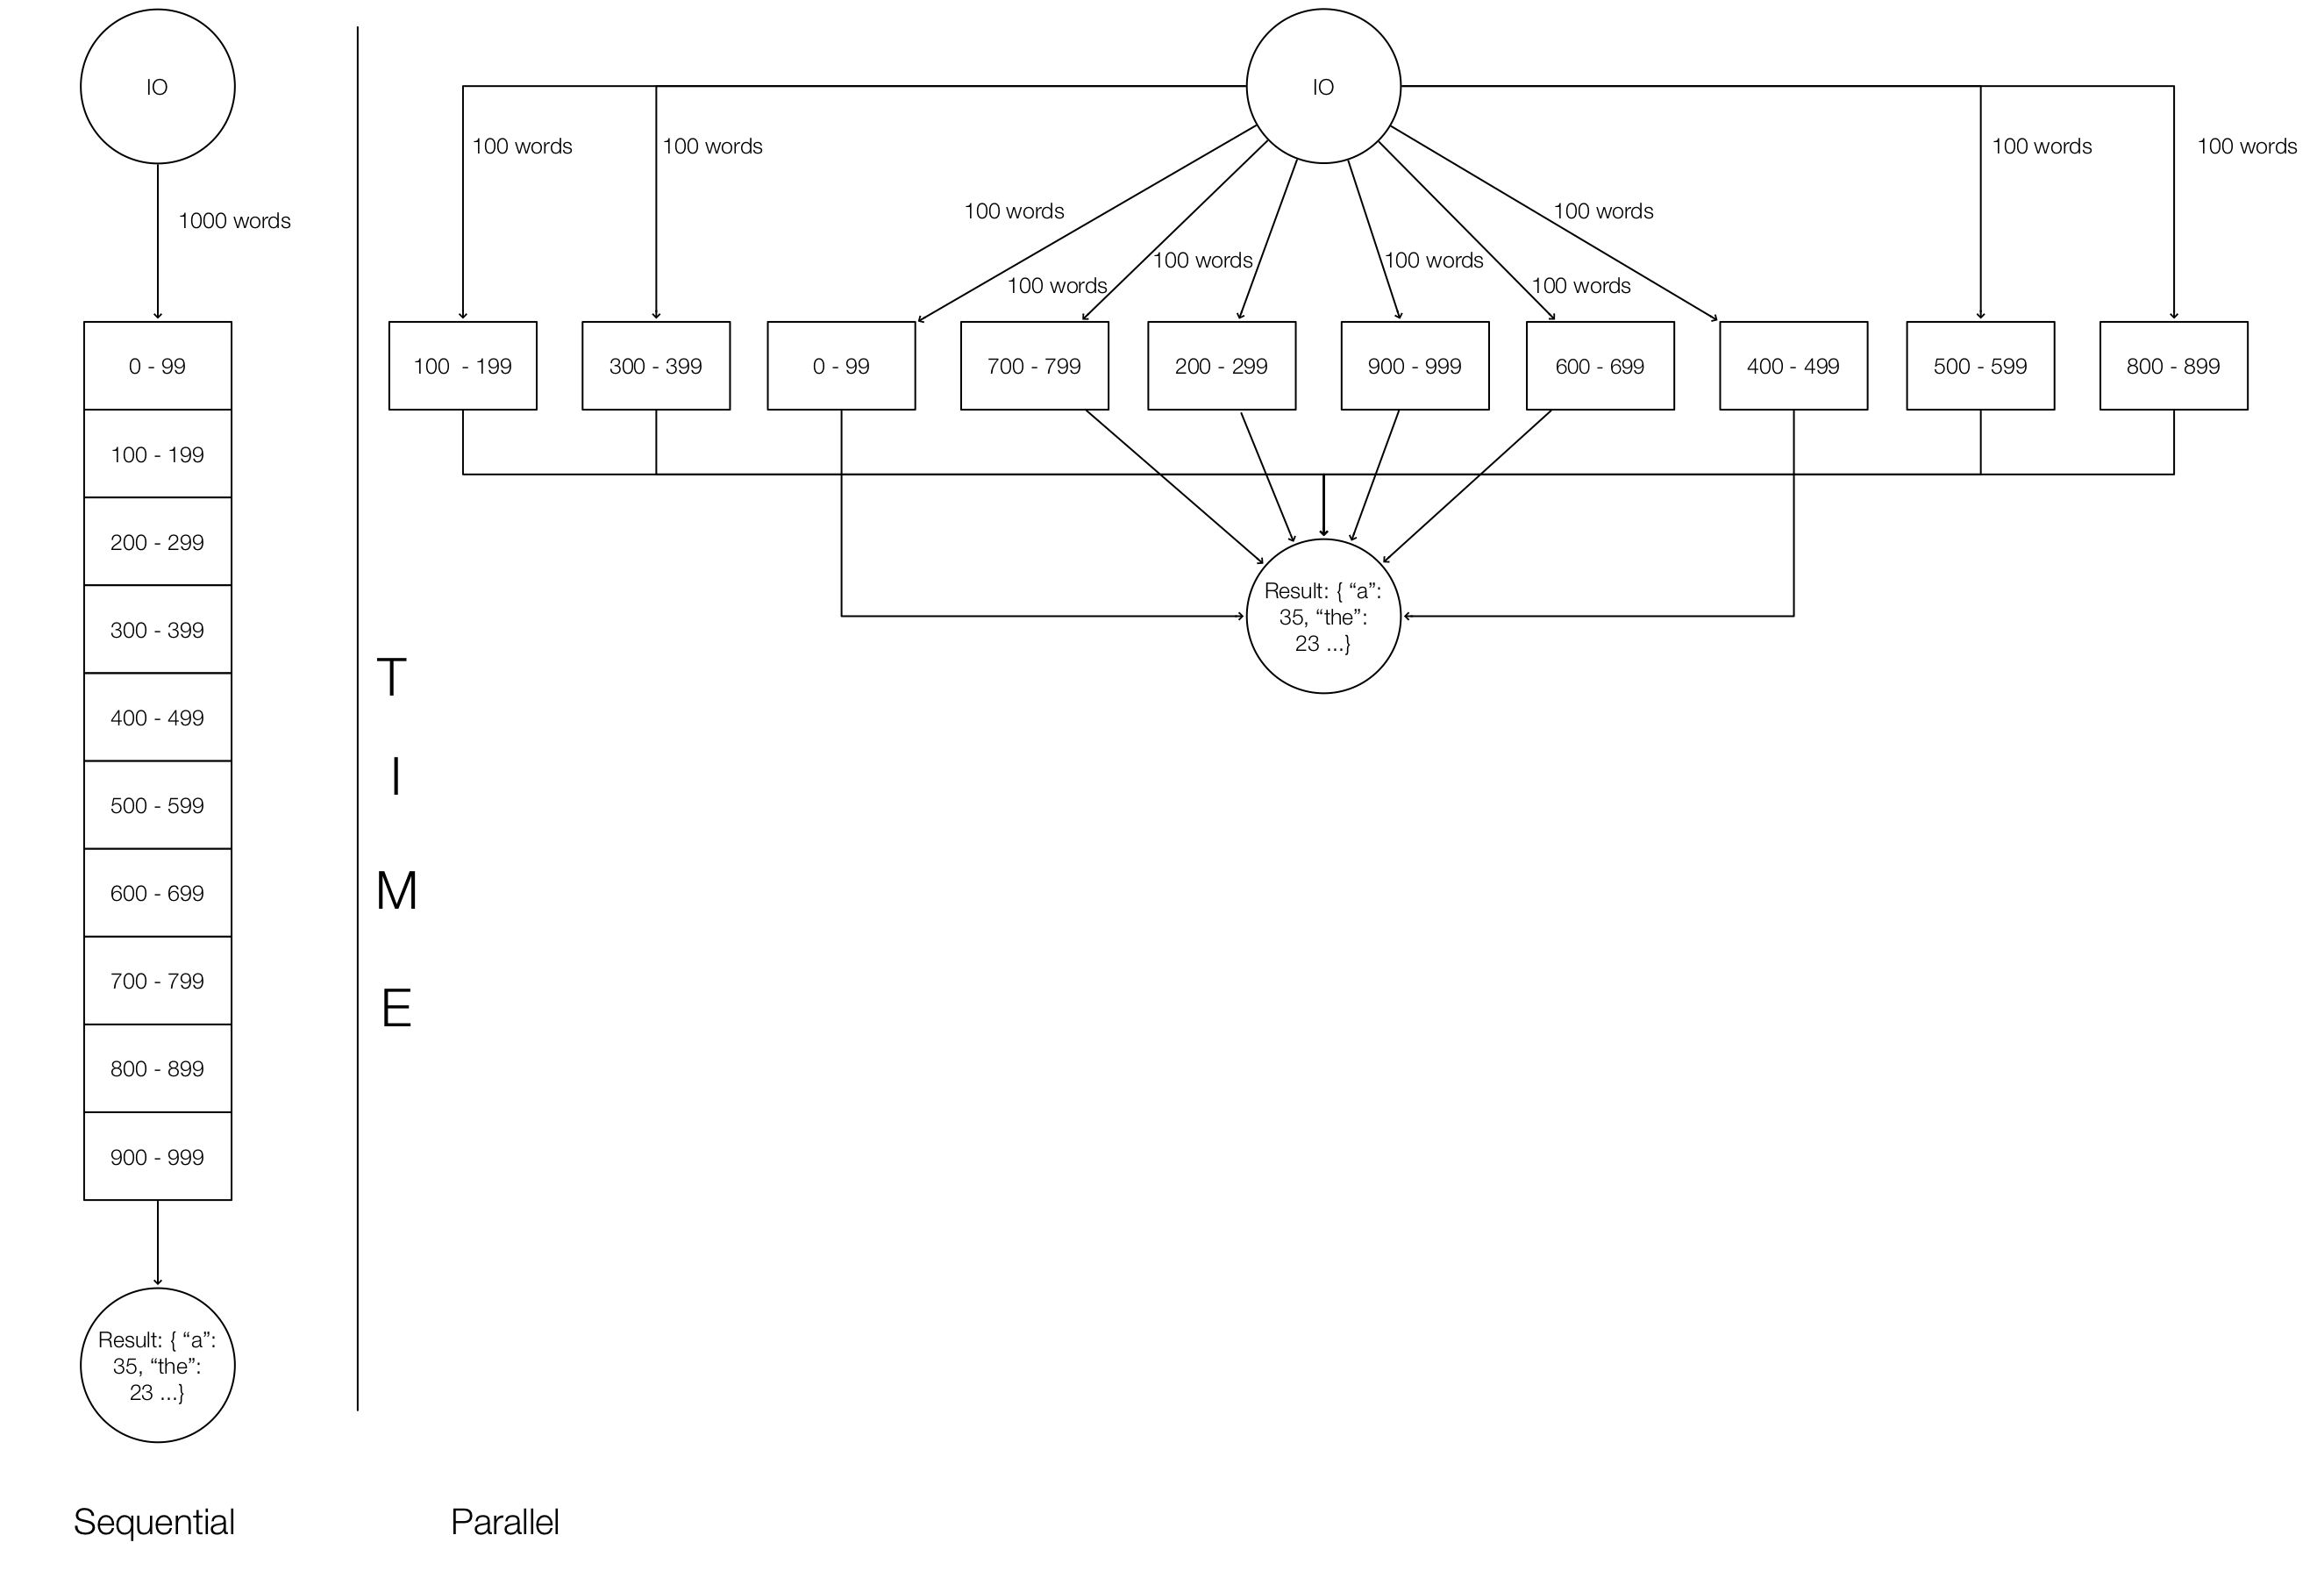 IO
1000 words
0 - 99
100 - 199
200 - 299
300 - 399
400 - 499
500 - 599
600 - 699
700 - 799
800 - 899
900 - 999
Result: { “a”:
35, “the”:
23 ...}
Sequential
T
I
M
E
IO
100 words
100 words
100 words
100 words
100 words
100 words
100 words
100 words
100 words
100 words
100  - 199
300 - 399
0 - 99
700 - 799
200 - 299
900 - 999
600 - 699
400 - 499
500 - 599
800 - 899
Result: { “a”:
35, “the”:
23 ...}
Parallel